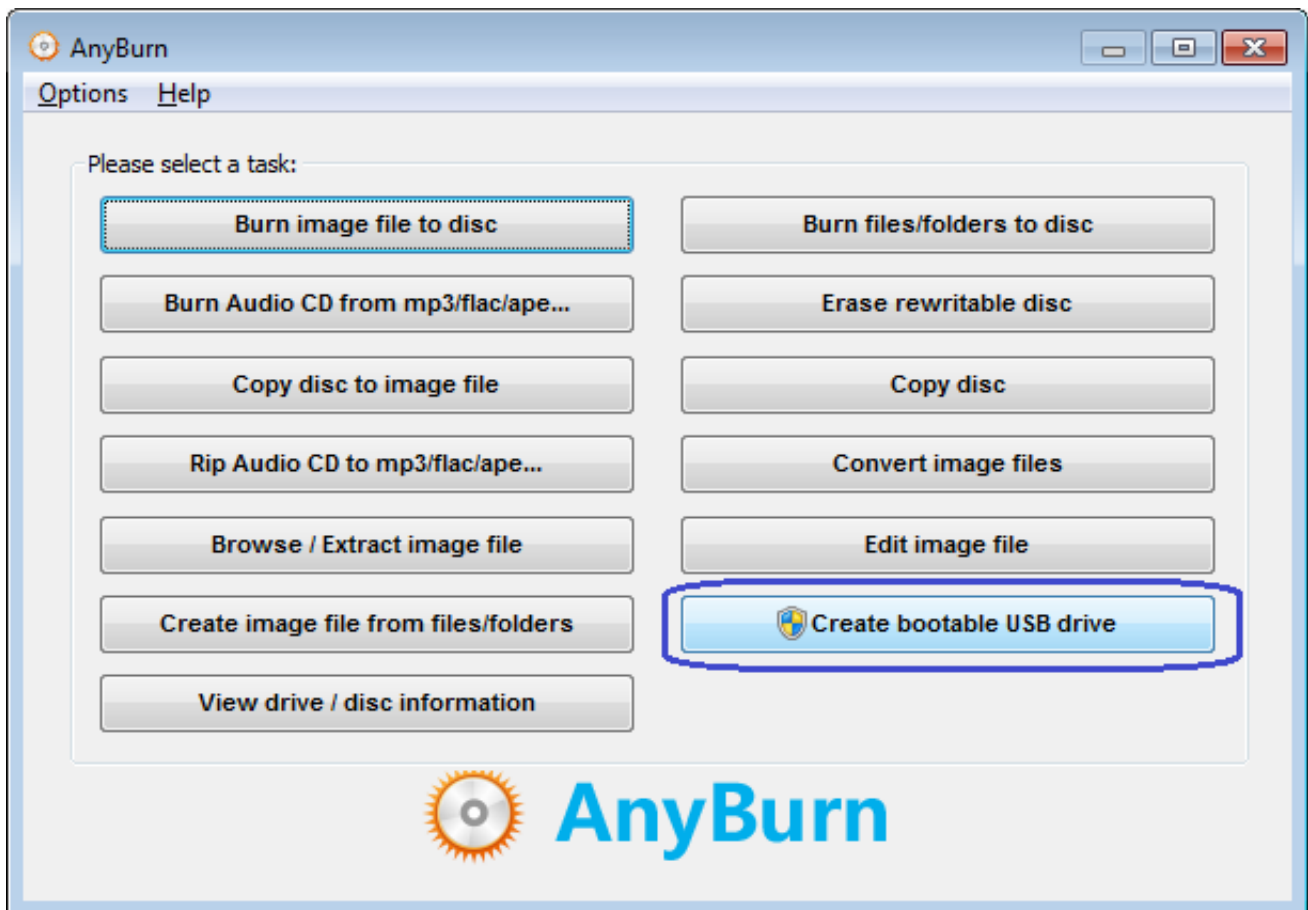 AnyBurn
Options Help
Please select a task:
Burn image file to disc
Burn files/folders to disc
Burn Audio CD from mp3/flac/ape...
Erase rewritable disc
Copy disc to image file
Copy disc
Rip Audio CD to mp3/flac/ape...
Convert image files
Browse / Extract image file
Edit image file
Create image file from files/folders
Create bootable USB drive
View drive / disc information
AnyBurn